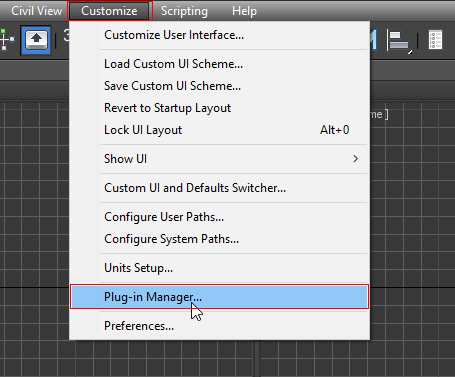 Civil View Customize Scripting Help
3
Customize User Interface...
Load Custom UI Scheme...
Save Custom UI Scheme...
Revert to Startup Layout
Lock UI Layout Alt+0
Show UI
Custom UI and Defaults Switcher...
Configure User Paths...
Configure System Paths...
Units Setup...
Plug-in Manager...
Preferences...